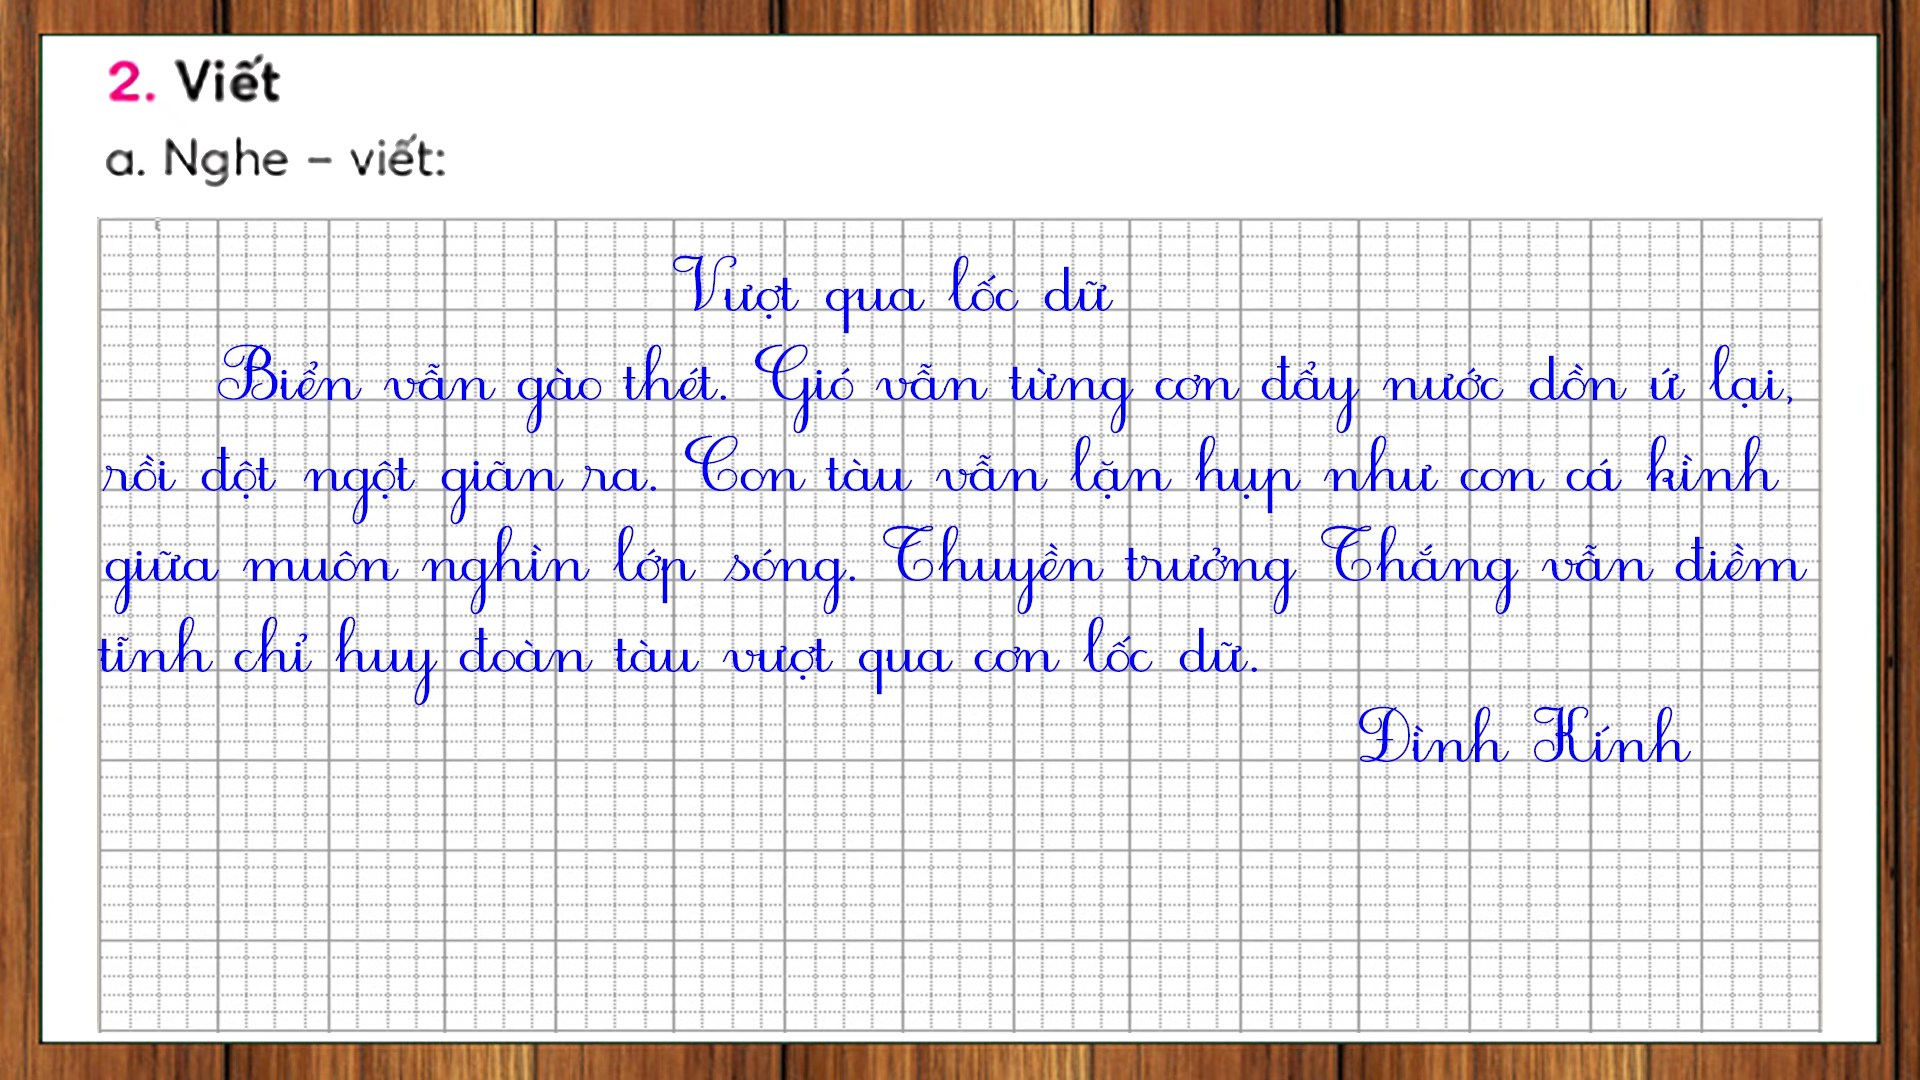 2. Viết
a. Nghe – viết:
Vượt qua lốc dữ
Biển vẫn gào thét. Gió vẫn từng cơn đẩy nước dồn ứ lại,
rồi đột ngột giãn ra. Con tàu vẫn lặn hụp như con cá kình
giữa muôn nghìn lớp sóng. Thuyền trưởng Thắng vẫn điềm
tĩnh chỉ huy đoàn tàu vượt qua cơn lốc dữ.
Đình Kính